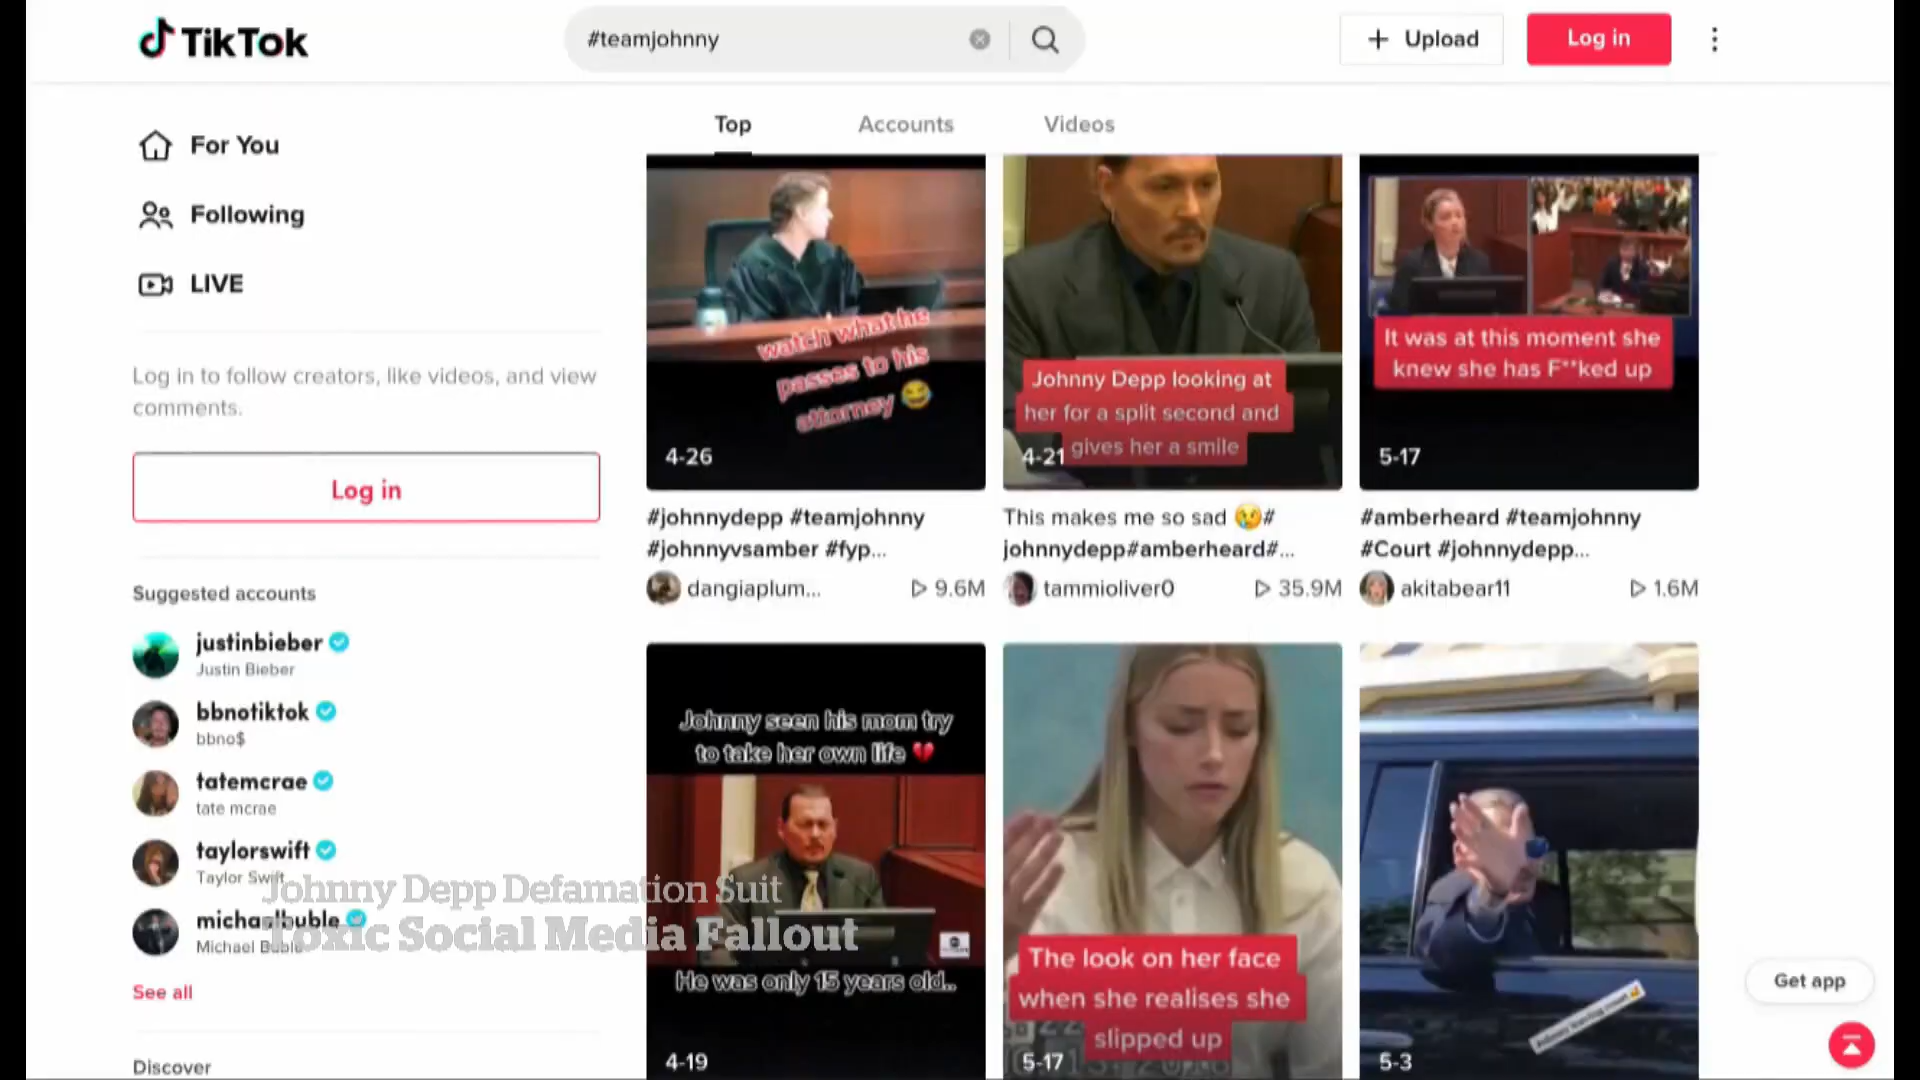 TikTok
#teamjohnny
Upload
Log in
For You
Following
LIVE
Log in to follow creators, like videos, and view
comments.
Log in
Suggested accounts
justinbieber
Justin Bieber
bbnotiktok
bbno$
tatemcrae
tate mcrae
taylorswift
Taylor Swift
michaelbuble
Michael Buble
See all
Discover
Top
Accounts
Videos
watch what he
passes to his
attorney 😂
4-26
#johnnydepp #teamjohnny
#johnnyvsamber #fyp...
dangiaplum...
9.6M
Johnny Depp looking at
her for a split second and
gives her a smile
4-21
This makes me so sad 😢#
johnnydepp#amberheard#...
tammioliver0
35.9M
It was at this moment she
knew she has F**ked up
5-17
#amberheard #teamjohnny
#Court #johnnydepp...
akitabear11
1.6M
Johnny seen his mom try
to take her own life 💔
He was only 15 years old..
4-19
The look on her face
when she realises she
slipped up
5-17
5-3
Get app
Johnny Depp Defamation Suit
Toxic Social Media Fallout